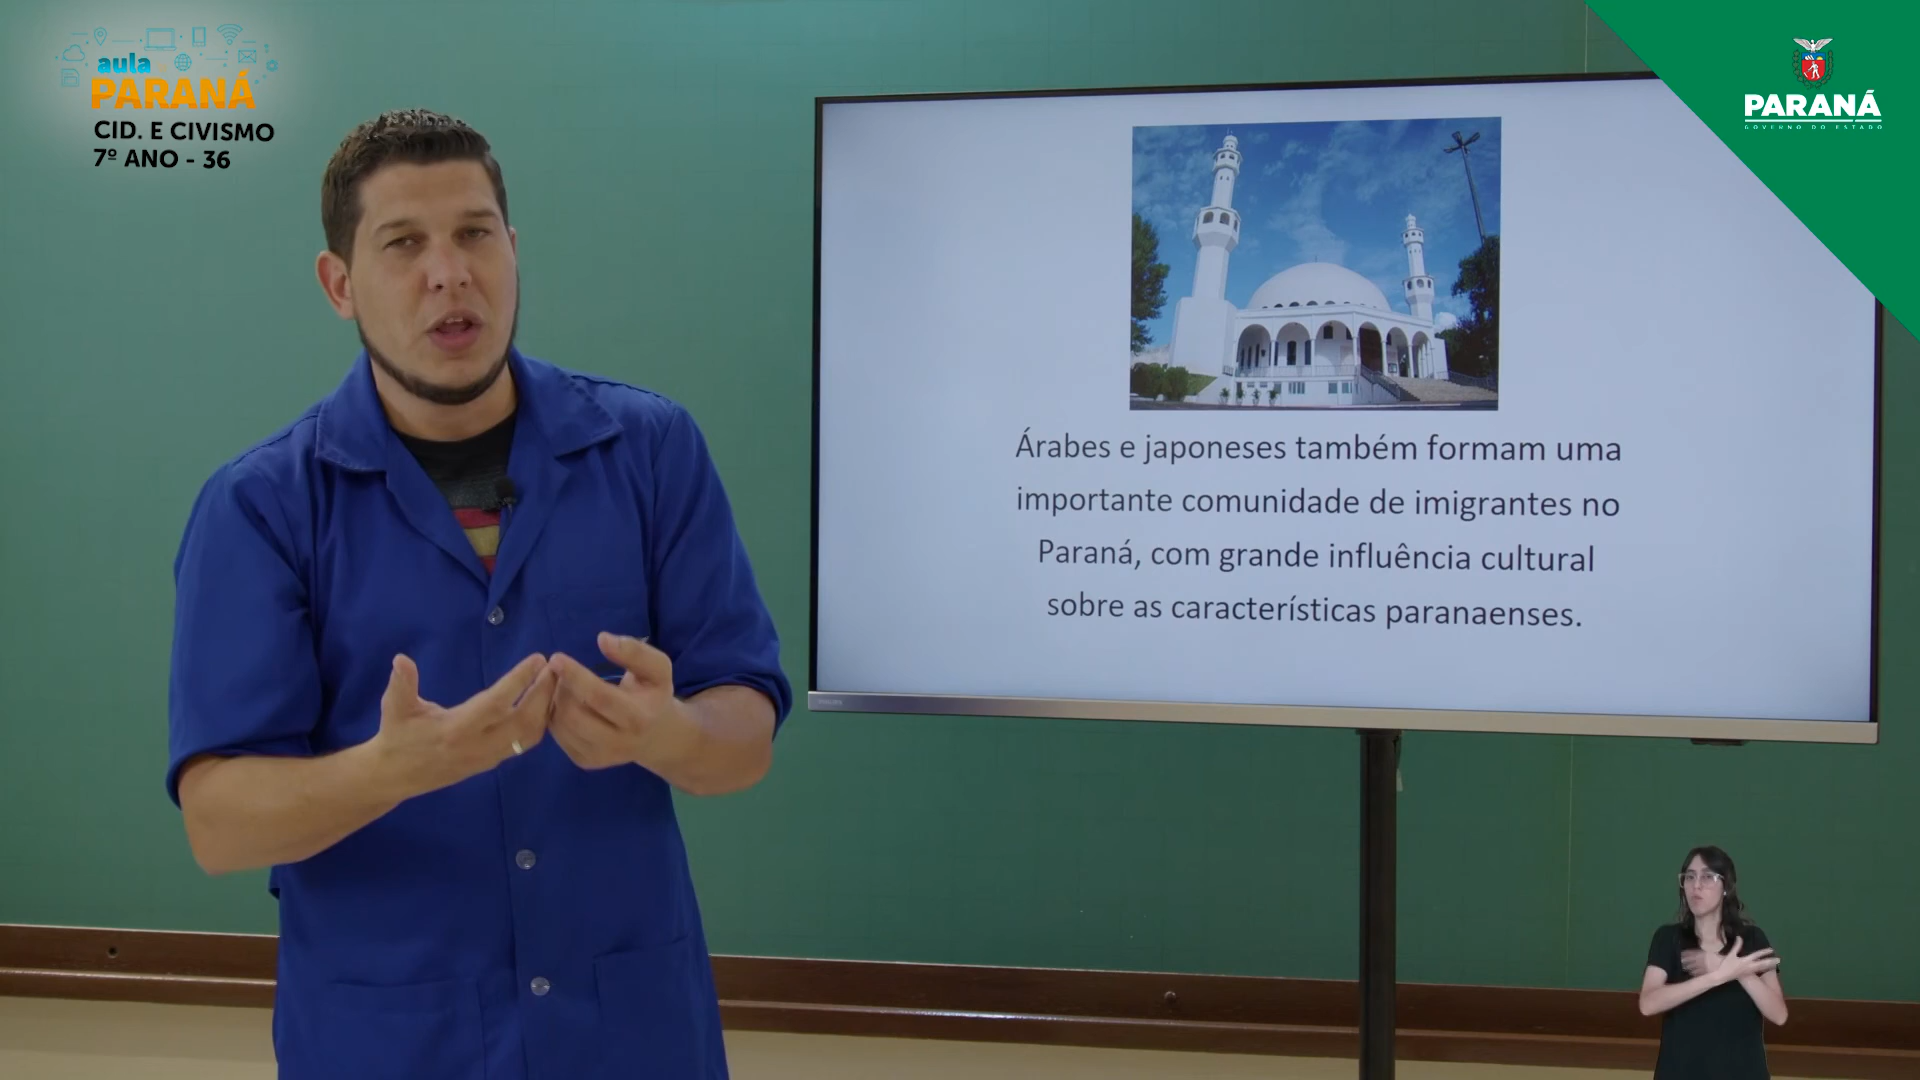 aula
PARANÁ
CID. E CIVISMO
7º ANO - 36
PARANÁ
GOVERNO DO ESTADO
Árabes e japoneses também formam uma
importante comunidade de imigrantes no
Paraná, com grande influência cultural
sobre as características paranaenses.